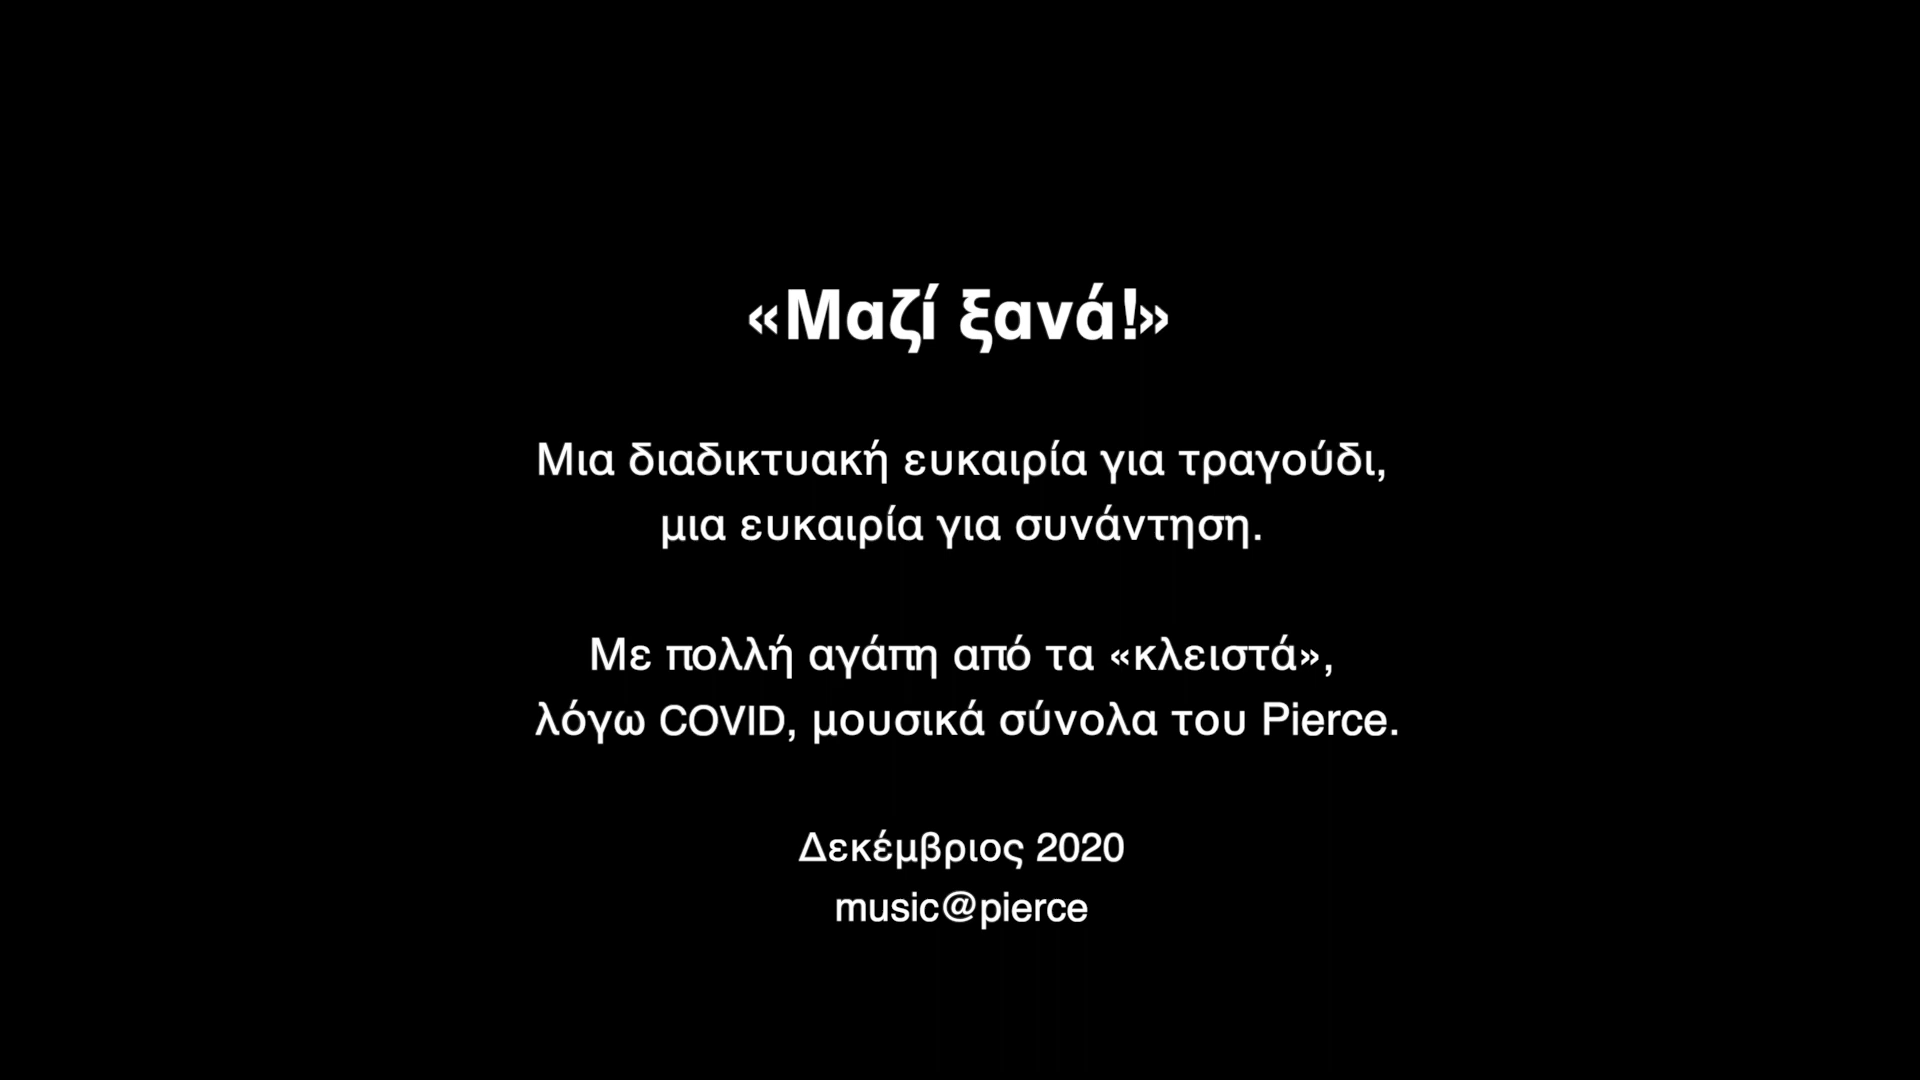 «Μαζί ξανά!»
Μια διαδικτυακή ευκαιρία για τραγούδι,
μια ευκαιρία για συνάντηση.
Με πολλή αγάπη από τα «κλειστά»,
λόγω COVID, μουσικά σύνολα του Pierce.
Δεκέμβριος 2020
music@pierce